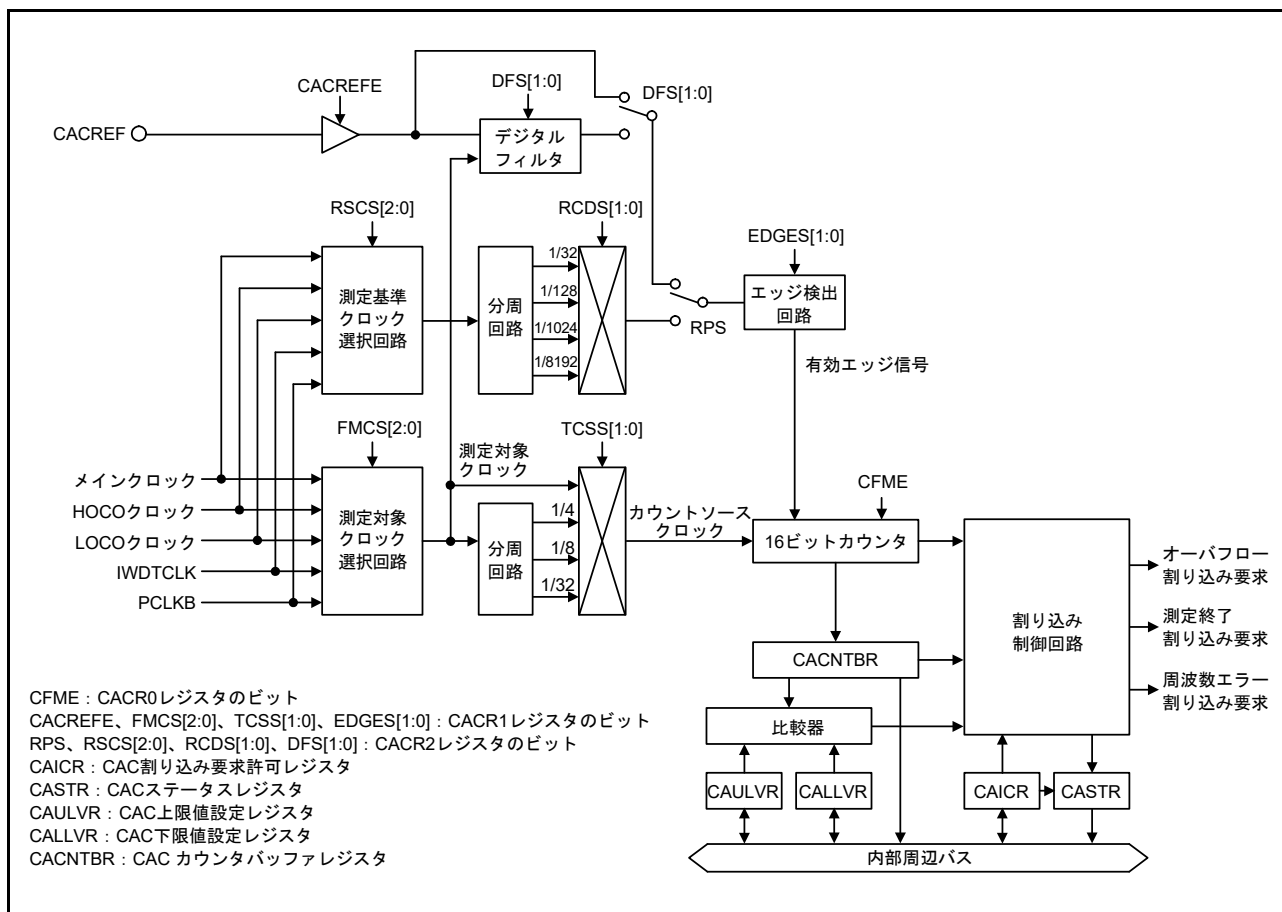 CACREFE
DFS[1:0]
DFS[1:0]
CACREF
デジタル
フィルタ
RSCS[2:0]
RCDS[1:0]
EDGES[1:0]
測定基準
クロック
選択回路
分周
回路
1/32
1/128
1/1024
1/8192
RPS
エッジ検出
回路
有効エッジ信号
FMCS[2:0]
測定対象
クロック
TCSS[1:0]
CFME
メインクロック
HOCOクロック
LOCOクロック
IWDTCLK
PCLKB
測定対象
クロック
選択回路
分周
回路
1/4
1/8
1/32
カウントソース
クロック
16ビットカウンタ
割り込み
制御回路
オーバフロー
割り込み要求
測定終了
割り込み要求
周波数エラー
割り込み要求
CACNTBR
比較器
CAULVR
CALLVR
CAICR
CASTR
内部周辺バス
CFME：CACR0レジスタのビット
CACREFE、FMCS[2:0]、TCSS[1:0]、EDGES[1:0]：CACR1レジスタのビット
RPS、RSCS[2:0]、RCDS[1:0]、DFS[1:0]：CACR2レジスタのビット
CAICR：CAC割り込み要求許可レジスタ
CASTR：CACステータスレジスタ
CAULVR：CAC上限値設定レジスタ
CALLVR：CAC下限値設定レジスタ
CACNTBR：CAC カウンタバッファレジスタ